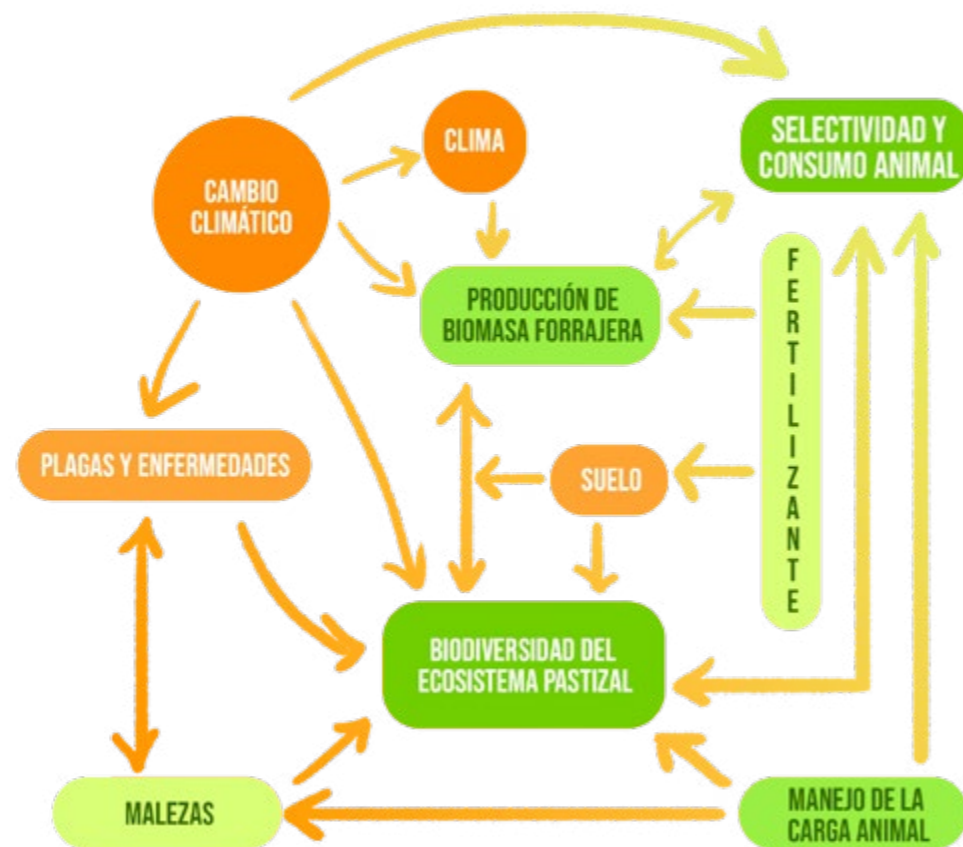 CLIMA
SELECTIVIDAD Y
CONSUMO ANIMAL
CAMBIO
CLIMÁTICO
PRODUCCIÓN DE
BIOMASA FORRAJERA
FERTILIZANTE
PLAGAS Y ENFERMEDADES
SUELO
BIODIVERSIDAD DEL
ECOSISTEMA PASTIZAL
MALEZAS
MANEJO DE LA
CARGA ANIMAL